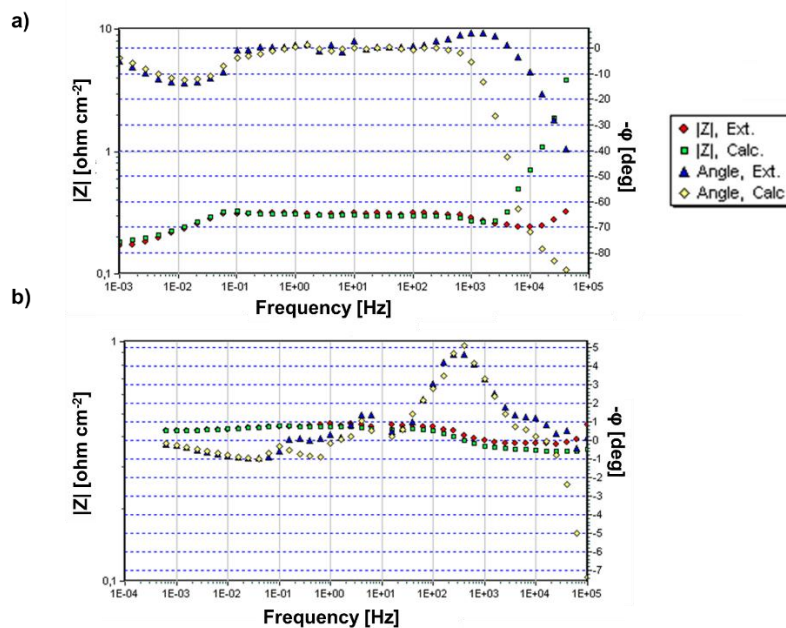 a)
10
1
0,1
|Z| [ohm cm⁻²]
0
-10
-20
-30
-40
-50
-60
-70
-80
-φ [deg]
1E-03
1E-02
1E-01
1E+00
1E+01
1E+02
1E+03
1E+04
1E+05
Frequency [Hz]
|Z|, Ext.
|Z|, Calc.
Angle, Ext.
Angle, Calc
b)
1
0,1
|Z| [ohm cm⁻²]
5
4
3
2
1
0
-1
-2
-3
-4
-5
-6
-7
-φ [deg]
1E-04
1E-03
1E-02
1E-01
1E+00
1E+01
1E+02
1E+03
1E+04
1E+05
Frequency [Hz]